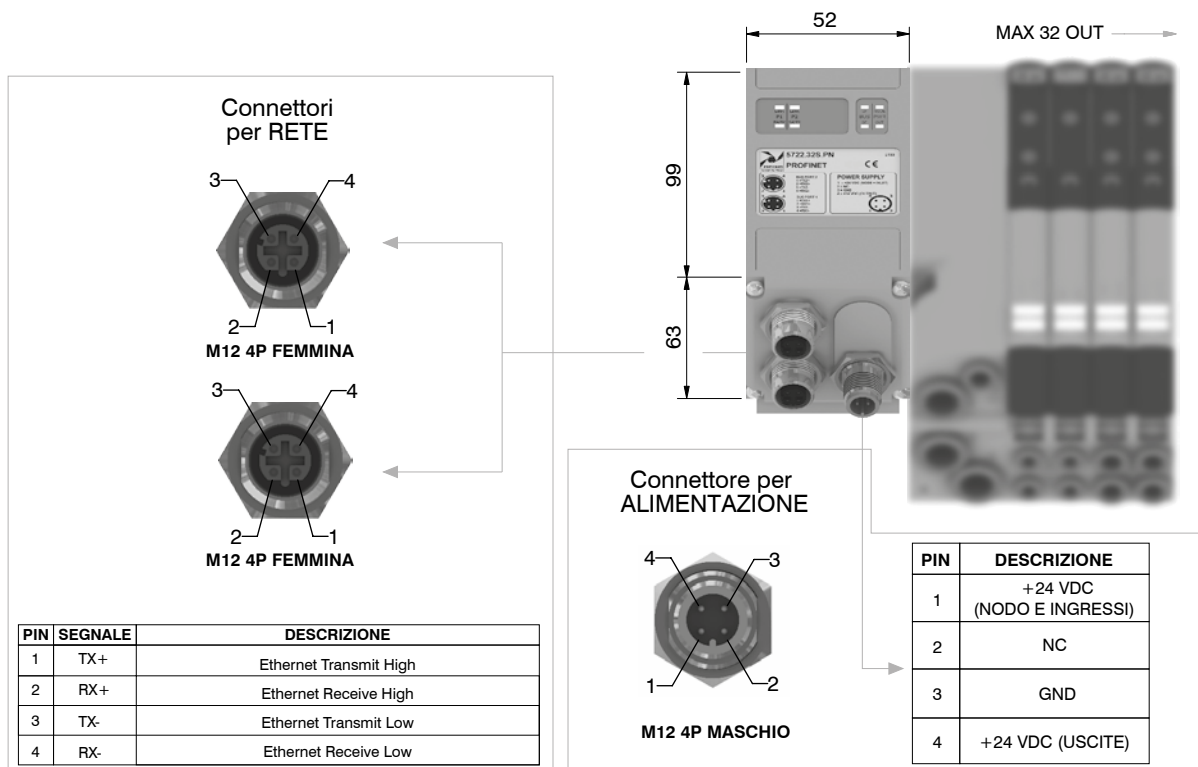 52
MAX 32 OUT
99
63
5722.32S.PN
PROFINET
POWER SUPPLY
Connettori
per RETE
3
4
2
1
M12 4P FEMMINA
3
4
2
1
M12 4P FEMMINA
PIN SEGNALE DESCRIZIONE
1 TX+ Ethernet Transmit High
2 RX+ Ethernet Receive High
3 TX- Ethernet Transmit Low
4 RX- Ethernet Receive Low
Connettore per
ALIMENTAZIONE
4
3
1
2
M12 4P MASCHIO
PIN DESCRIZIONE
1 +24 VDC
(NODO E INGRESSI)
2 NC
3 GND
4 +24 VDC (USCITE)